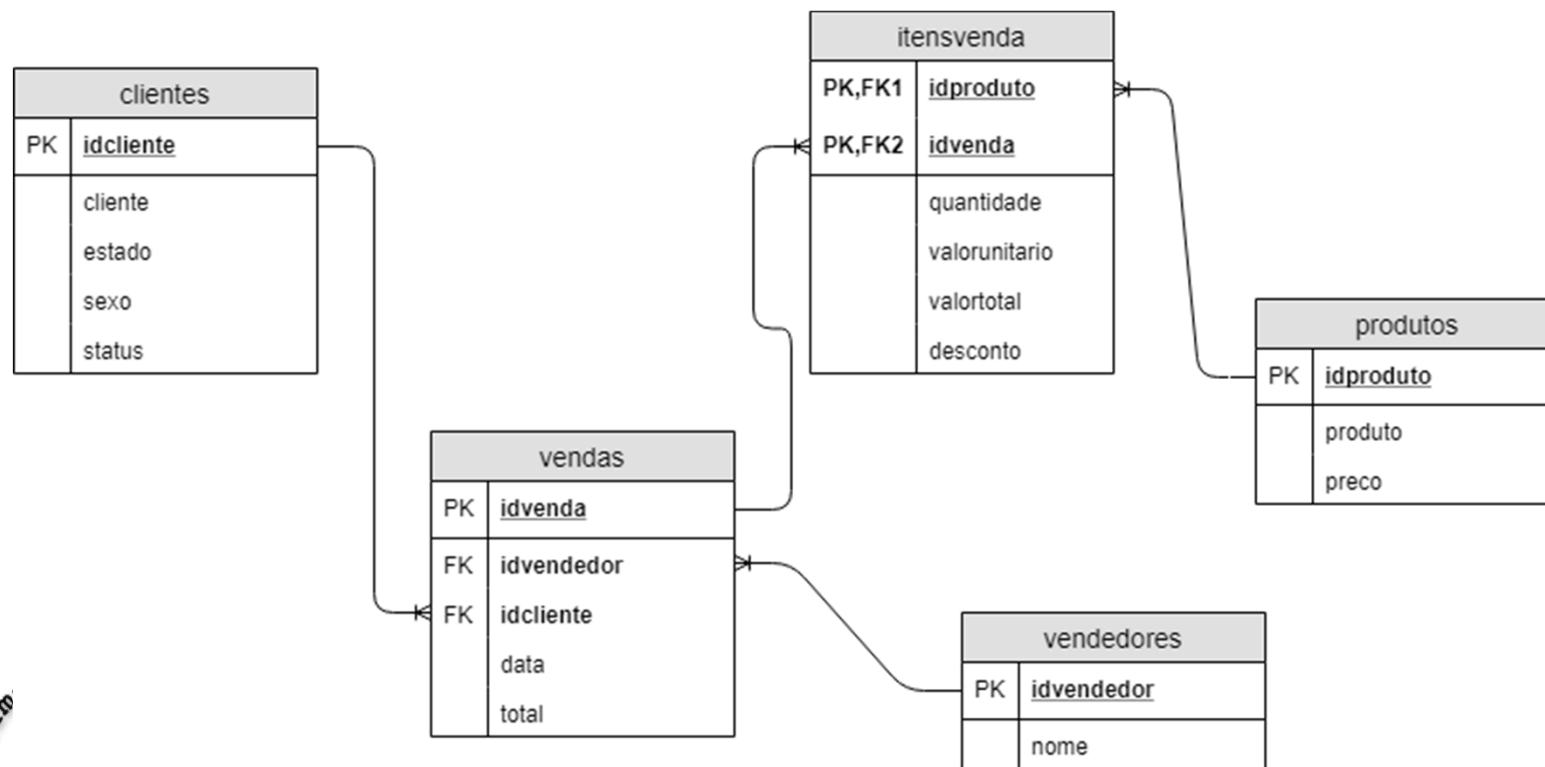 clientes
PK idcliente
cliente
estado
sexo
status
itensvenda
PK,FK1 idproduto
PK,FK2 idvenda
quantidade
valorunitario
valortotal
desconto
produtos
PK idproduto
produto
preco
vendas
PK idvenda
FK idvendedor
FK idcliente
data
total
vendedores
PK idvendedor
nome